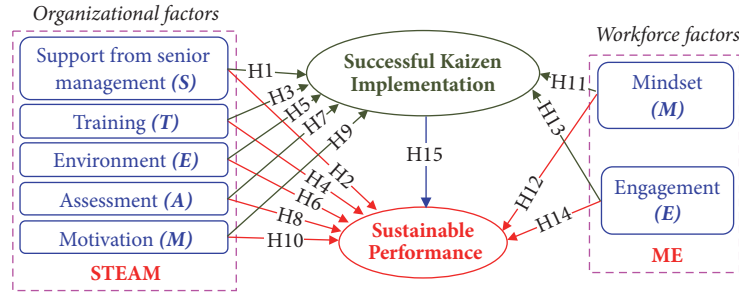 Organizational factors
Support from senior
management (S)
Training (T)
Environment (E)
Assessment (A)
Motivation (M)
STEAM
H1
H3
H5
H7
H9
H2
H4
H6
H8
H10
Successful Kaizen
Implementation
H15
Sustainable
Performance
H11
H13
H12
H14
Workforce factors
Mindset
(M)
Engagement
(E)
ME